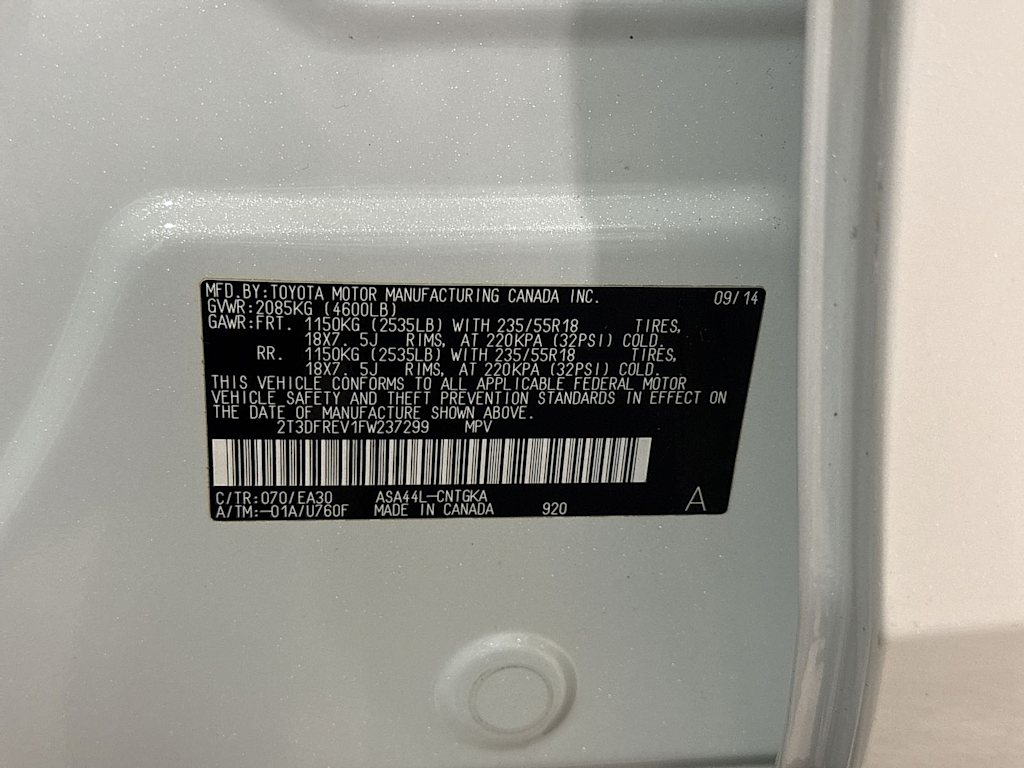 MFD.BY:TOYOTA MOTOR MANUFACTURING CANADA INC. 09/14
GVWR:2085KG (4600LB)
GAWR:FRT. 1150KG (2535LB) WITH 235/55R18 TIRES,
18X7.5J RIMS, AT 220KPA (32PSI) COLD.
RR. 1150KG (2535LB) WITH 235/55R18 TIRES,
18X7.5J RIMS, AT 220KPA (32PSI) COLD.
THIS VEHICLE CONFORMS TO ALL APPLICABLE FEDERAL MOTOR
VEHICLE SAFETY AND THEFT PREVENTION STANDARDS IN EFFECT ON
THE DATE OF MANUFACTURE SHOWN ABOVE.
2T3DFREV1FW237299 MPV
C/TR:070/EA30 ASA44L-CNTGKA
A/TM:-01A/U760F MADE IN CANADA 920 A